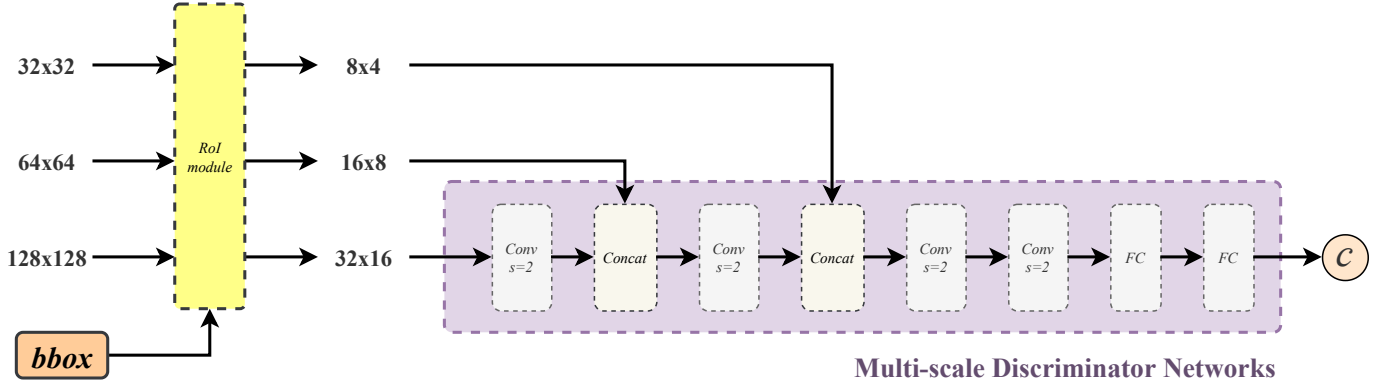 32x32
8x4
RoI
module
64x64
16x8
128x128
32x16
Conv
s=2
Concat
Conv
s=2
Concat
Conv
s=2
Conv
s=2
FC
FC
C
bbox
Multi-scale Discriminator Networks